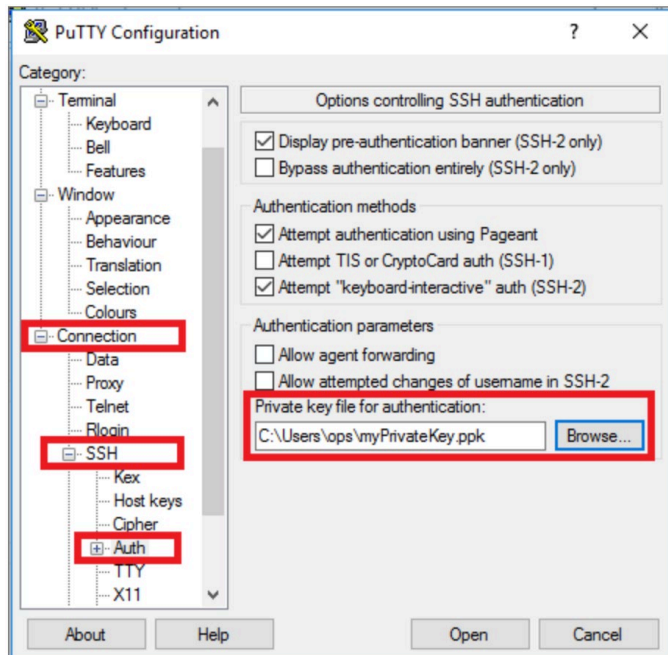 PuTTY Configuration
?
Category:
Terminal
Keyboard
Bell
Features
Window
Appearance
Behaviour
Translation
Selection
Colours
Connection
Data
Proxy
Telnet
Rlogin
SSH
Kex
Host keys
Cipher
Auth
TTY
X11
Options controlling SSH authentication
Display pre-authentication banner (SSH-2 only)
Bypass authentication entirely (SSH-2 only)
Authentication methods
Attempt authentication using Pageant
Attempt TIS or CryptoCard auth (SSH-1)
Attempt "keyboard-interactive" auth (SSH-2)
Authentication parameters
Allow agent forwarding
Allow attempted changes of username in SSH-2
Private key file for authentication:
C:\Users\ops\myPrivateKey.ppk Browse...
About Help Open Cancel